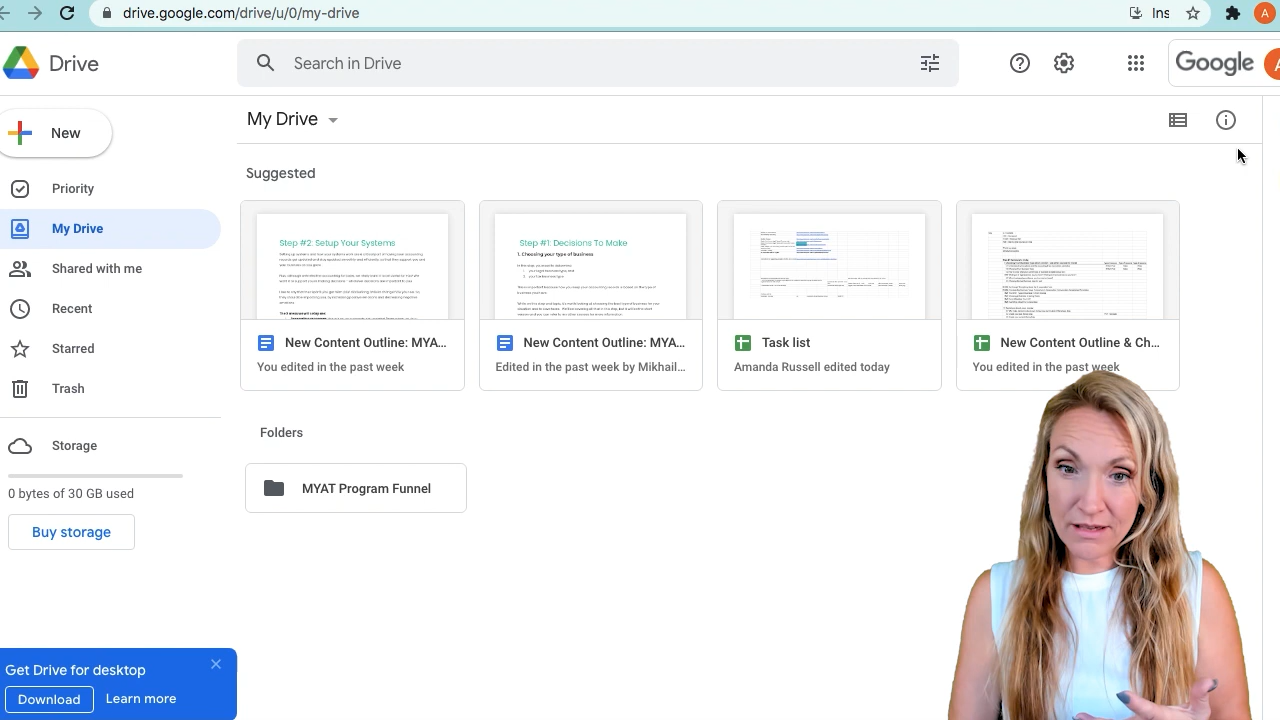 drive.google.com/drive/u/0/my-drive
Ins
A
Drive
Search in Drive
Google
A
New
My Drive
Priority
My Drive
Shared with me
Recent
Starred
Trash
Storage
0 bytes of 30 GB used
Buy storage
Get Drive for desktop
Download
Learn more
Suggested
Step #2: Setup Your Systems
New Content Outline: MYA...
You edited in the past week
Step #1: Decisions To Make
1. Choosing your type of business
New Content Outline: MYA...
Edited in the past week by Mikhail...
Task list
Amanda Russell edited today
New Content Outline & Ch...
You edited in the past week
Folders
MYAT Program Funnel